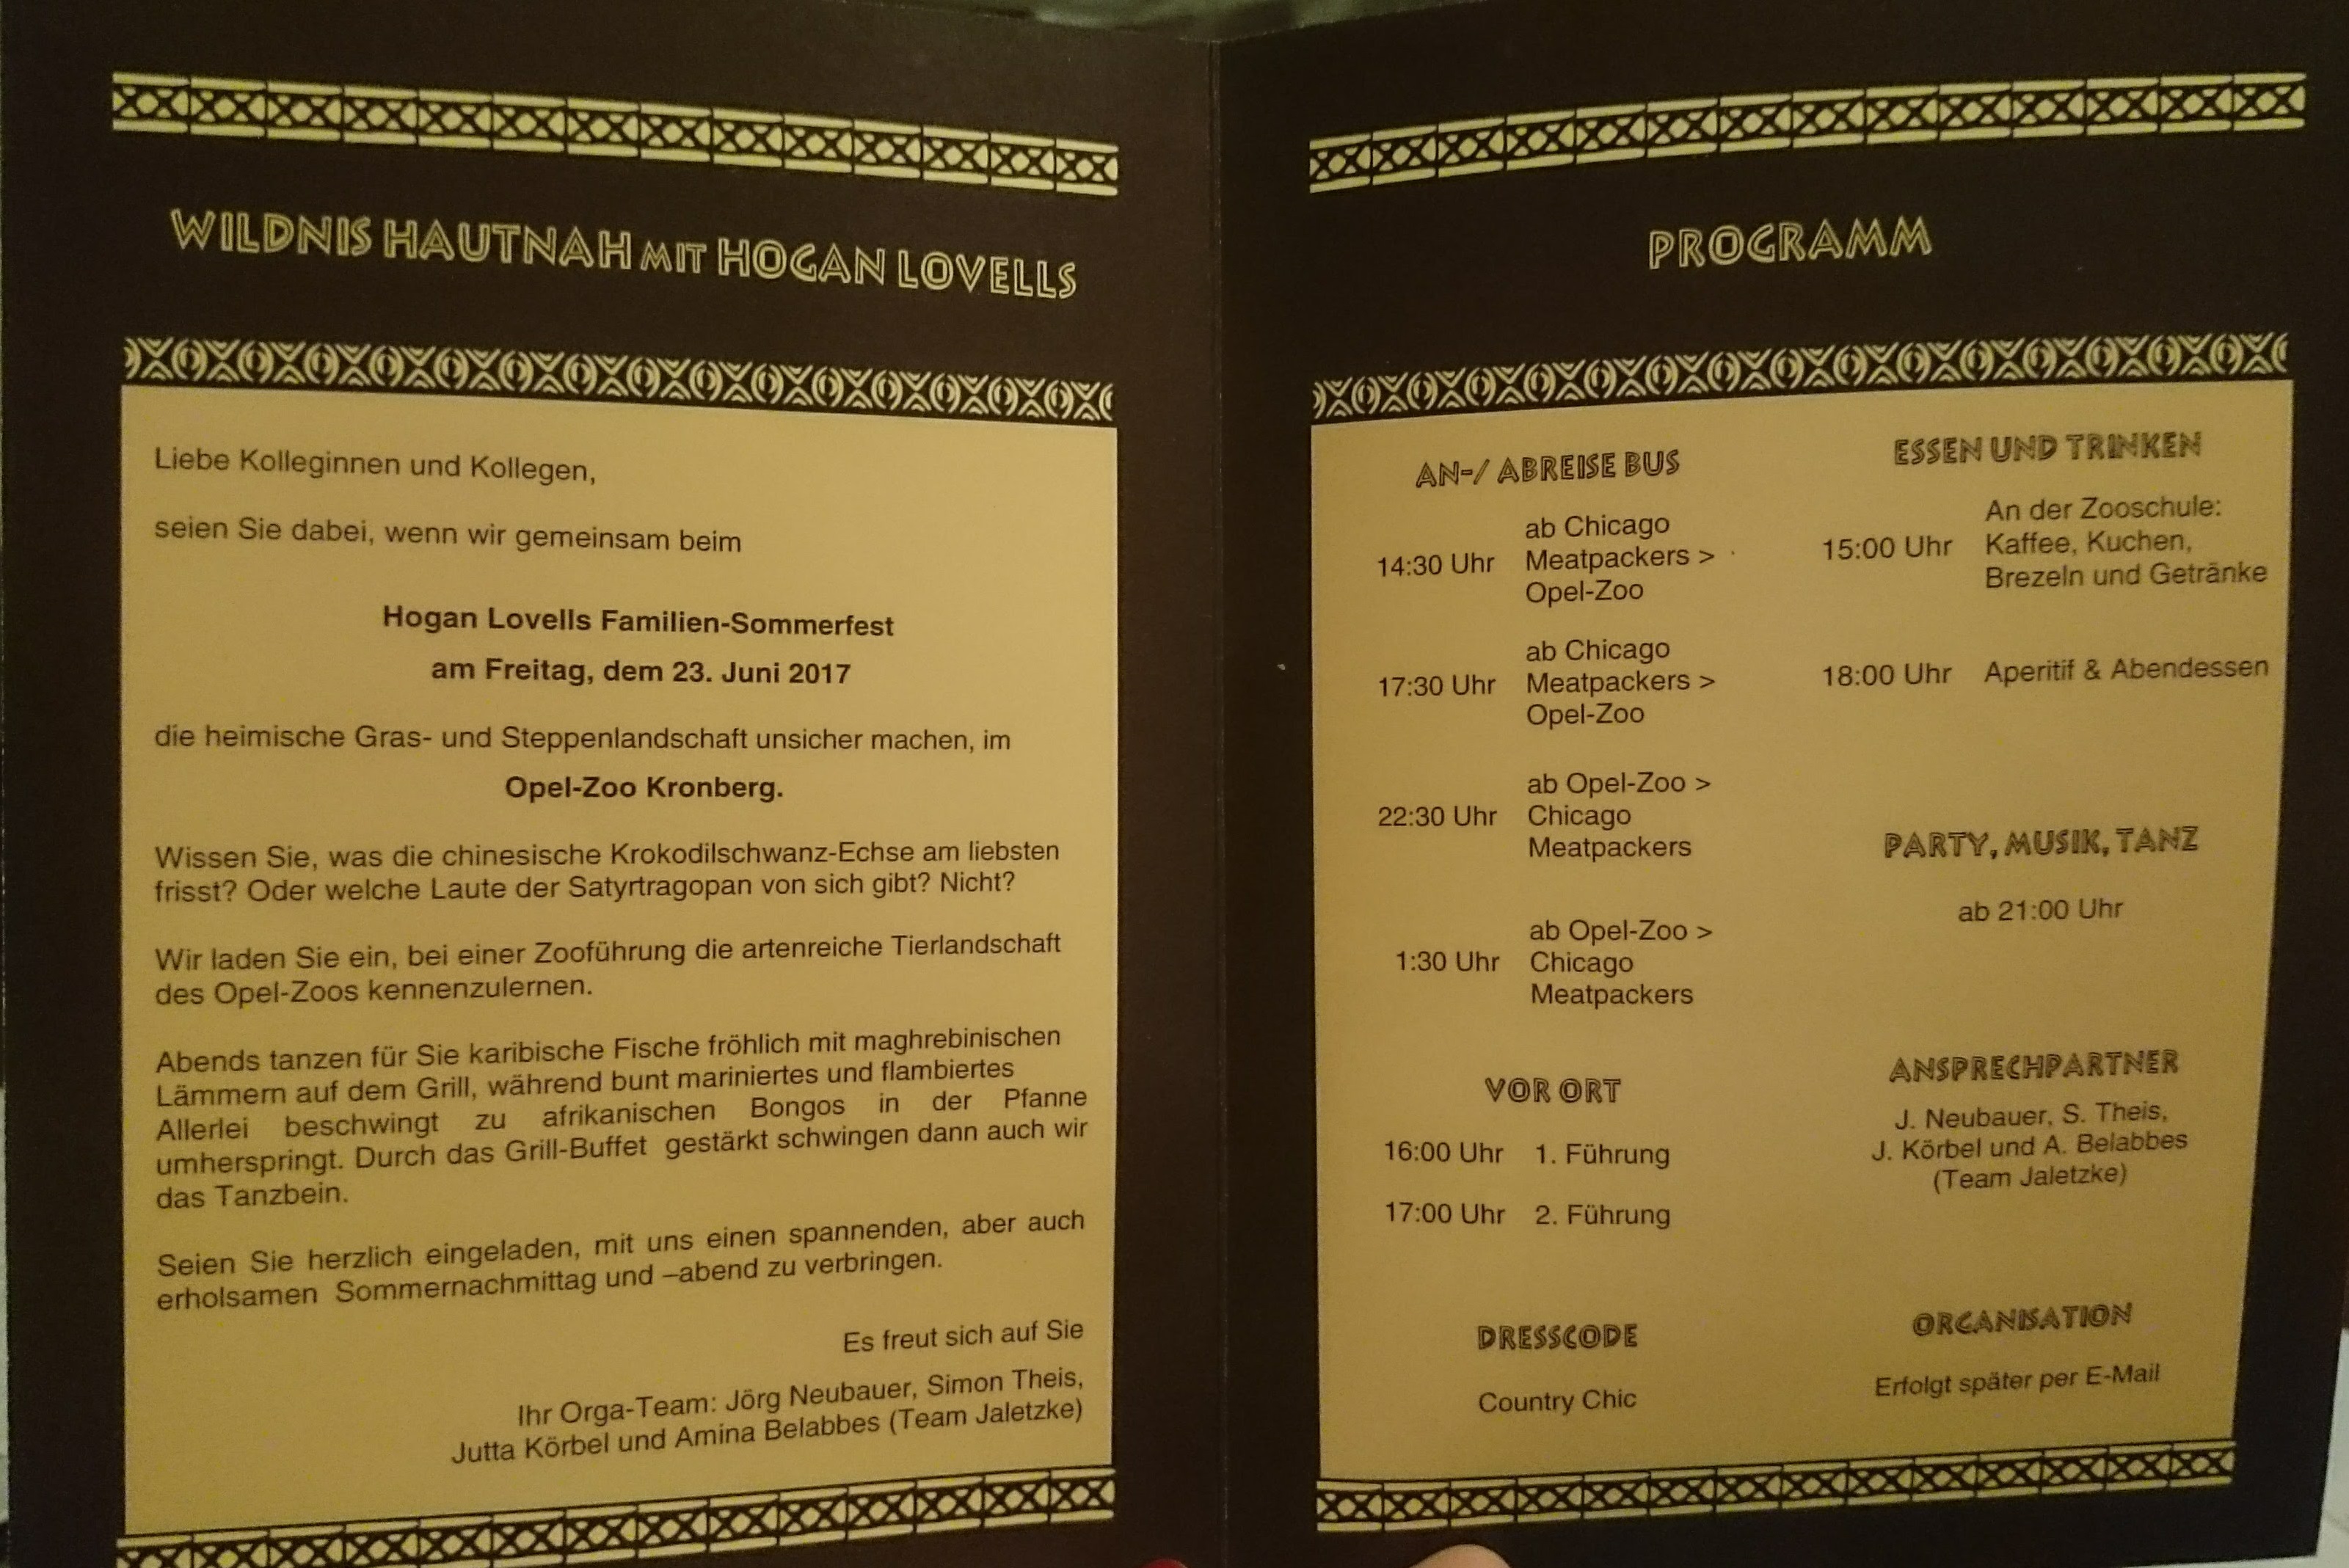 WILDNIS HAUTNAH MIT HOGAN LOVELLS
Liebe Kolleginnen und Kollegen,
seien Sie dabei, wenn wir gemeinsam beim
Hogan Lovells Familien-Sommerfest
am Freitag, dem 23. Juni 2017
die heimische Gras- und Steppenlandschaft unsicher machen, im
Opel-Zoo Kronberg.
Wissen Sie, was die chinesische Krokodilschwanz-Echse am liebsten
frisst? Oder welche Laute der Satyrtragopan von sich gibt? Nicht?
Wir laden Sie ein, bei einer Zooführung die artenreiche Tierlandschaft
des Opel-Zoos kennenzulernen.
Abends tanzen für Sie karibische Fische fröhlich mit maghrebinischen
Lämmern auf dem Grill, während bunt mariniertes und flambiertes
Allerlei beschwingt zu afrikanischen Bongos in der Pfanne
umherspringt. Durch das Grill-Buffet gestärkt schwingen dann auch wir
das Tanzbein.
Seien Sie herzlich eingeladen, mit uns einen spannenden, aber auch
erholsamen Sommernachmittag und –abend zu verbringen.
Es freut sich auf Sie
Ihr Orga-Team: Jörg Neubauer, Simon Theis,
Jutta Körbel und Amina Belabbes (Team Jaletzke)
PROGRAMM
AN-/ ABREISE BUS
ab Chicago
14:30 Uhr Meatpackers >
Opel-Zoo
ab Chicago
17:30 Uhr Meatpackers >
Opel-Zoo
ab Opel-Zoo >
22:30 Uhr Chicago
Meatpackers
ab Opel-Zoo >
1:30 Uhr Chicago
Meatpackers
VOR ORT
16:00 Uhr 1. Führung
17:00 Uhr 2. Führung
DRESSCODE
Country Chic
ESSEN UND TRINKEN
An der Zooschule:
15:00 Uhr Kaffee, Kuchen,
Brezeln und Getränke
18:00 Uhr Aperitif & Abendessen
PARTY, MUSIK, TANZ
ab 21:00 Uhr
ANSPRECHPARTNER
J. Neubauer, S. Theis,
J. Körbel und A. Belabbes
(Team Jaletzke)
ORGANISATION
Erfolgt später per E-Mail